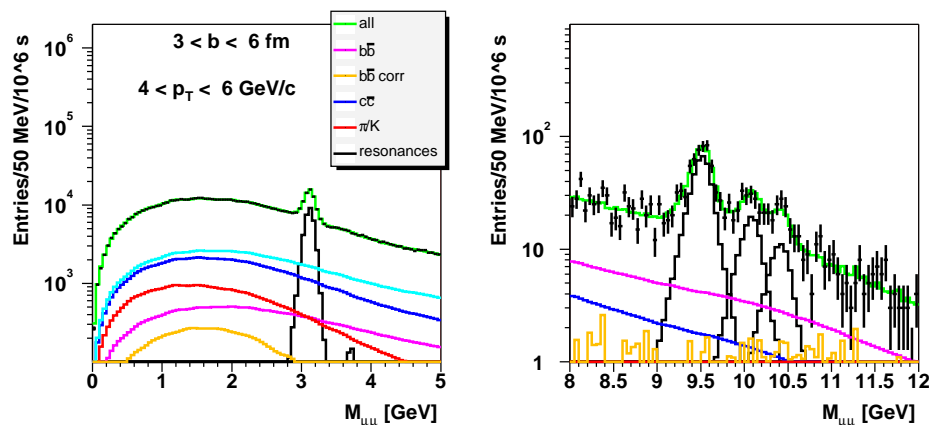 Entries/50 MeV/10^6 s
10^6
10^5
10^4
10^3
3 < b < 6 fm
4 < p_T < 6 GeV/c
all
bb̅
bb̅ corr
cc̅
π/K
resonances
0 1 2 3 4 5
M_μμ [GeV]
Entries/50 MeV/10^6 s
10^2
10
1
8 8.5 9 9.5 10 10.5 11 11.5 12
M_μμ [GeV]